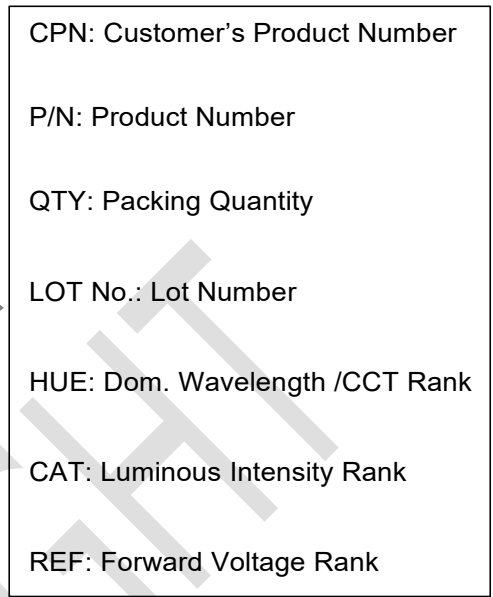 CPN: Customer’s Product Number
P/N: Product Number
QTY: Packing Quantity
LOT No.: Lot Number
HUE: Dom. Wavelength /CCT Rank
CAT: Luminous Intensity Rank
REF: Forward Voltage Rank